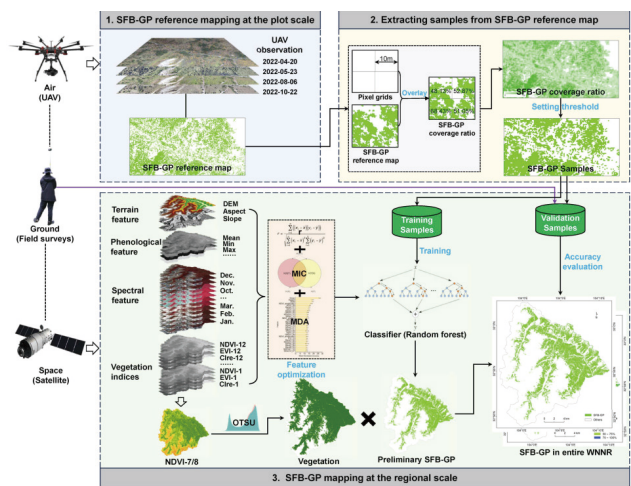 1. SFB-GP reference mapping at the plot scale
2. Extracting samples from SFB-GP reference map
UAV
observation
2022-04-20
2022-05-23
2022-08-06
2022-10-22
SFB-GP reference map
10m
Pixel grids
Overlay
SFB-GP
reference map
SFB-GP
coverage ratio
SFB-GP coverage ratio
Setting threshold
SFB-GP Samples
Air
(UAV)
Ground
(Field surveys)
Space
(Satellite)
Terrain
feature
DEM
Aspect
Slope
Phenological
feature
Mean
Min
Max
......
Spectral
feature
Dec.
Nov.
Oct.
...
Mar.
Feb.
Jan.
Vegetation
indices
NDVI-12
EVI-12
CIre-12
......
NDVI-1
EVI-1
CIre-1
r
MIC
MDA
Feature
optimization
Training
Samples
Training
Classifier (Random forest)
Validation
Samples
Accuracy
evaluation
NDVI-7/8
OTSU
Vegetation
Preliminary SFB-GP
SFB-GP in entire WNNR
3. SFB-GP mapping at the regional scale